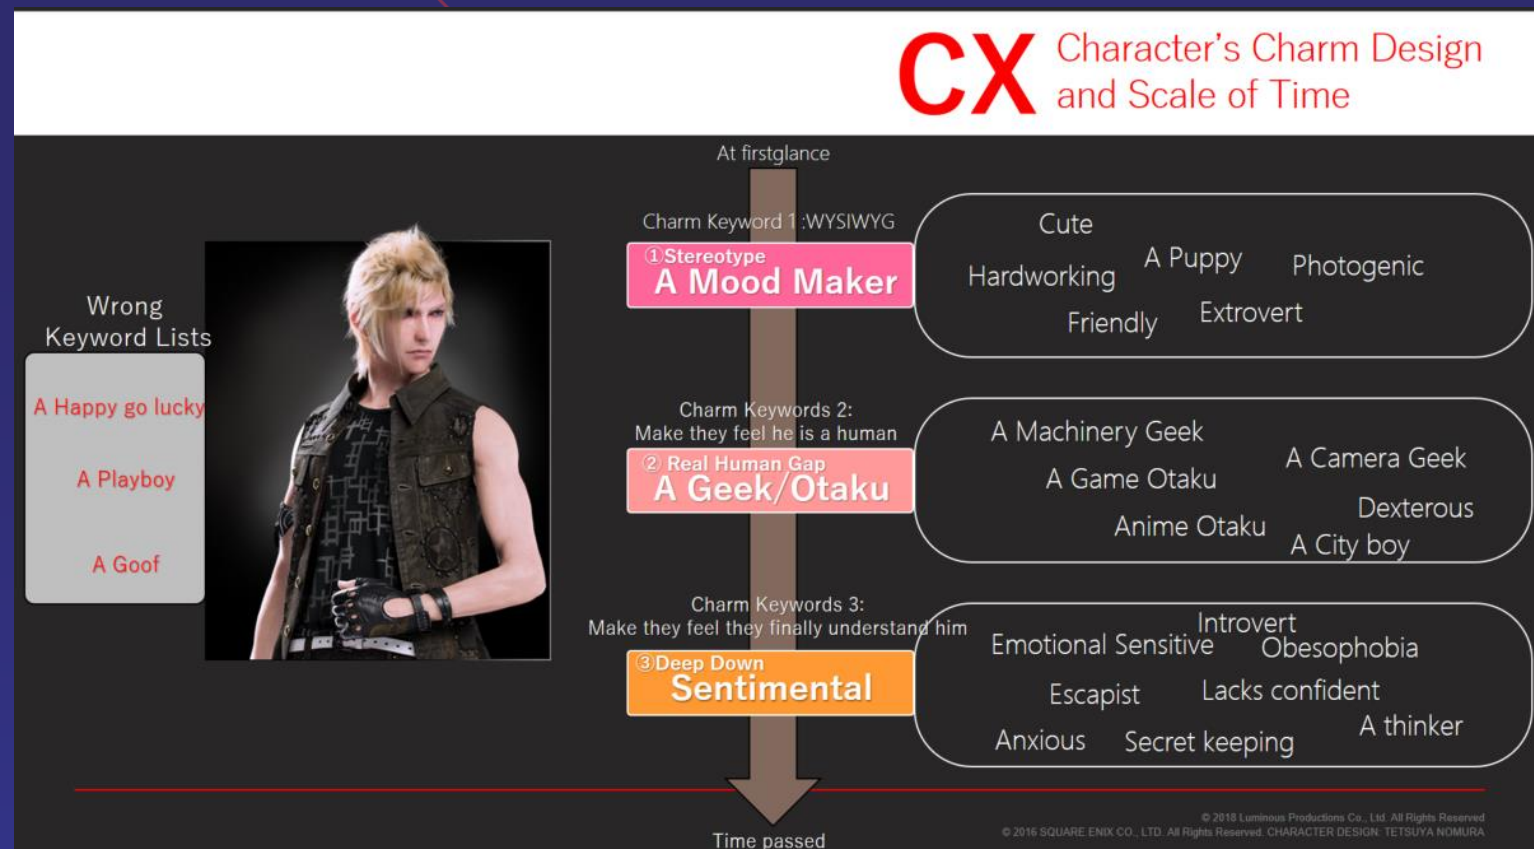 CX
Character's Charm Design
and Scale of Time
At firstglance
Wrong
Keyword Lists
A Happy go lucky
A Playboy
A Goof
Charm Keyword 1 :WYSIWYG
①Stereotype
A Mood Maker
Cute
A Puppy
Photogenic
Hardworking
Extrovert
Friendly
Charm Keywords 2:
Make they feel he is a human
② Real Human Gap
A Geek/Otaku
A Machinery Geek
A Camera Geek
A Game Otaku
Dexterous
Anime Otaku
A City boy
Charm Keywords 3:
Make they feel they finally understand him
③Deep Down
Sentimental
Introvert
Emotional Sensitive
Obesophobia
Escapist
Lacks confident
A thinker
Anxious
Secret keeping
Time passed
© 2018 Luminous Productions Co., Ltd. All Rights Reserved
© 2016 SQUARE ENIX CO., LTD. All Rights Reserved. CHARACTER DESIGN: TETSUYA NOMURA